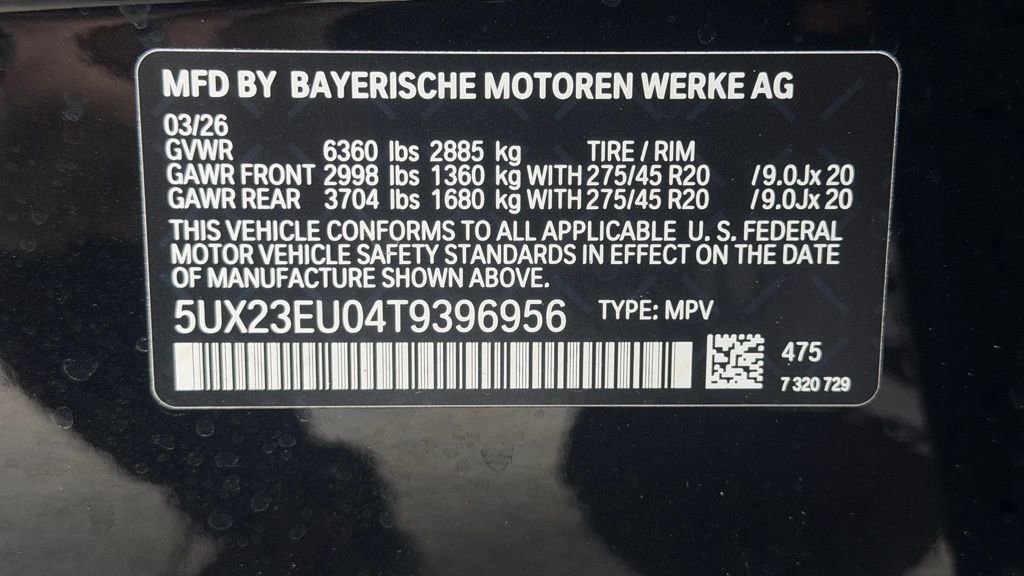 MFD BY BAYERISCHE MOTOREN WERKE AG
03/26
GVWR 6360 lbs 2885 kg TIRE / RIM
GAWR FRONT 2998 lbs 1360 kg WITH 275/45 R20 /9.0Jx 20
GAWR REAR 3704 lbs 1680 kg WITH 275/45 R20 /9.0Jx 20
THIS VEHICLE CONFORMS TO ALL APPLICABLE U. S. FEDERAL
MOTOR VEHICLE SAFETY STANDARDS IN EFFECT ON THE DATE
OF MANUFACTURE SHOWN ABOVE.
5UX23EU04T9396956 TYPE: MPV
475
7 320 729